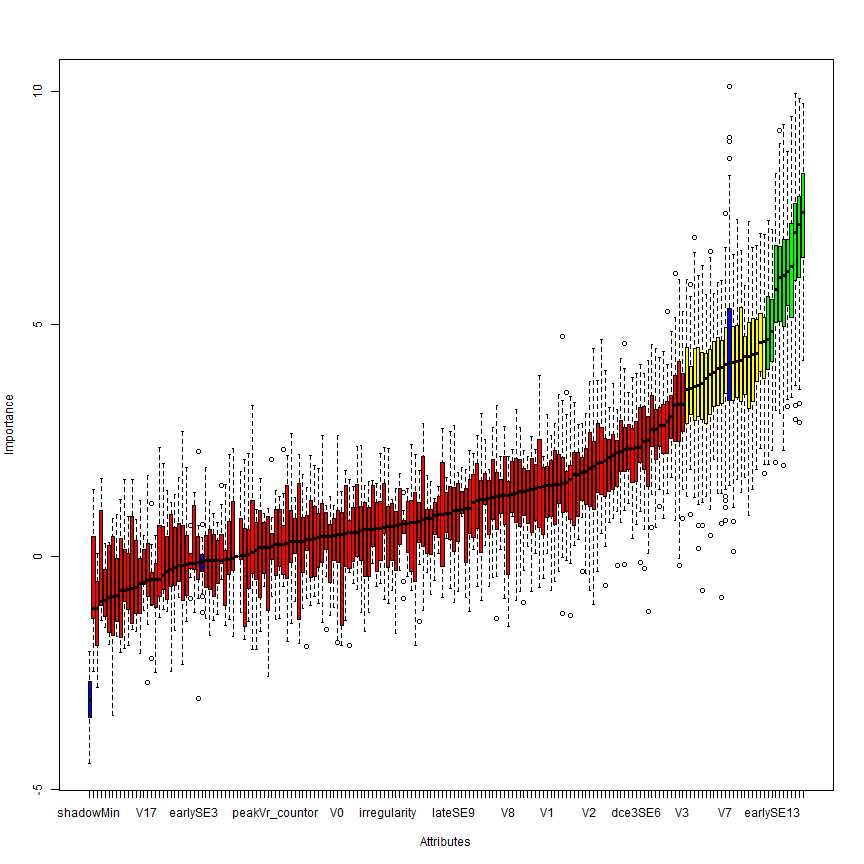 10
5
0
-5
Importance
shadowMin V17 earlySE3 peakVr_countor V0 irregularity lateSE9 V8 V1 V2 dce3SE6 V3 V7 earlySE13
Attributes